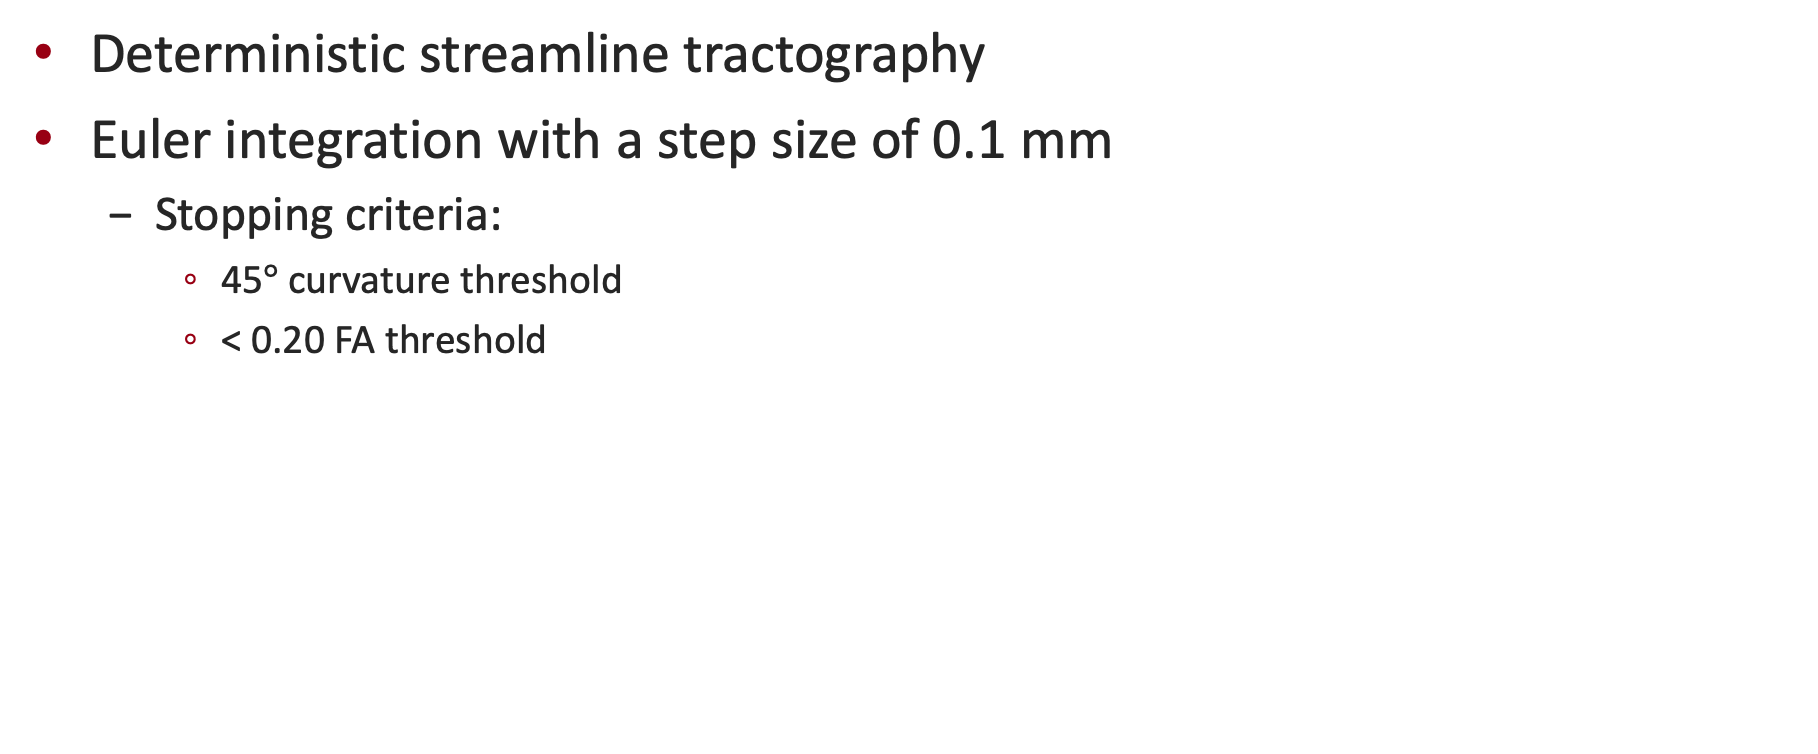 • Deterministic streamline tractography
• Euler integration with a step size of 0.1 mm
– Stopping criteria:
° 45° curvature threshold
° < 0.20 FA threshold